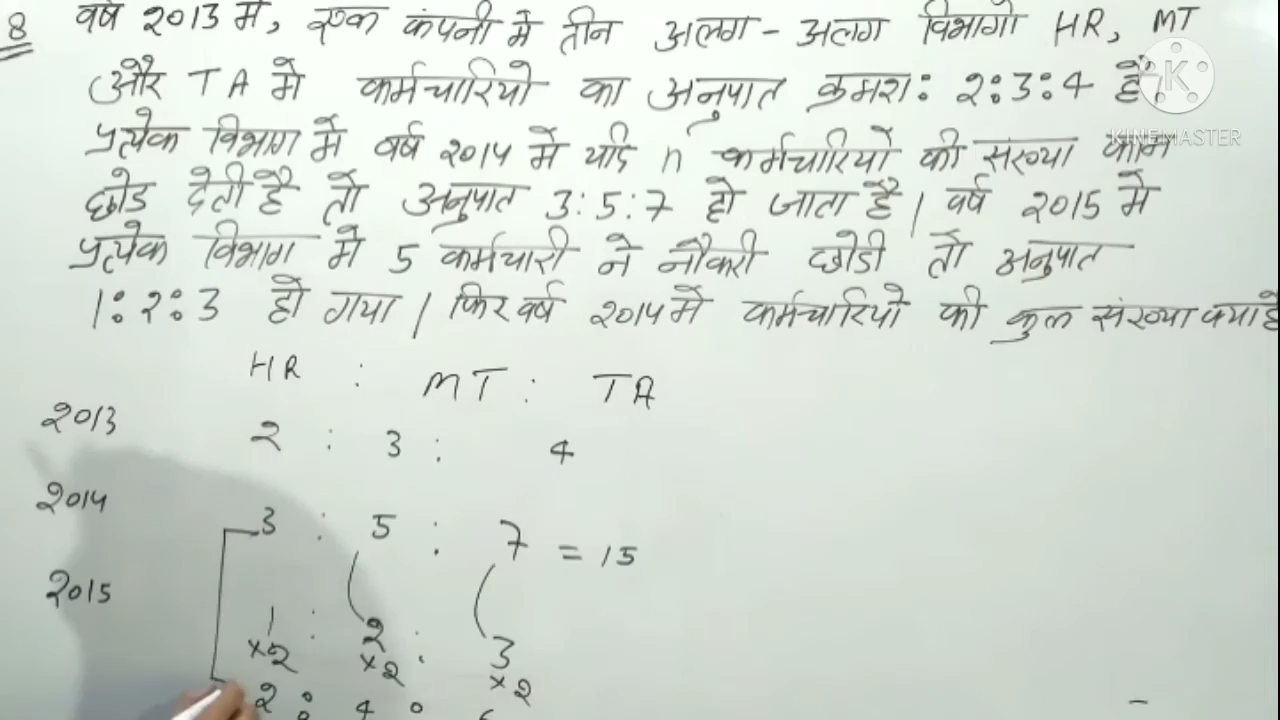 8 वर्ष 2013 में, एक कंपनी में तीन अलग-अलग विभागों HR, MT
और TA में कर्मचारियों का अनुपात क्रमश: 2:3:4 है।
प्रत्येक विभाग में वर्ष 2014 में यदि n कर्मचारियों की संख्या काम
छोड देती है तो अनुपात 3:5:7 हो जाता है। वर्ष 2015 में
प्रत्येक विभाग में 5 कर्मचारी ने नौकरी छोडी तो अनुपात
1:2:3 हो गया। फिर वर्ष 2014 में कर्मचारियों की कुल संख्या क्या है
HR : MT : TA
2013 2 : 3 : 4
2014 3 : 5 : 7 = 15
2015 1 : 2 : 3
×2 ×2 ×2
2 : 4 : 6
K
KINEMASTER